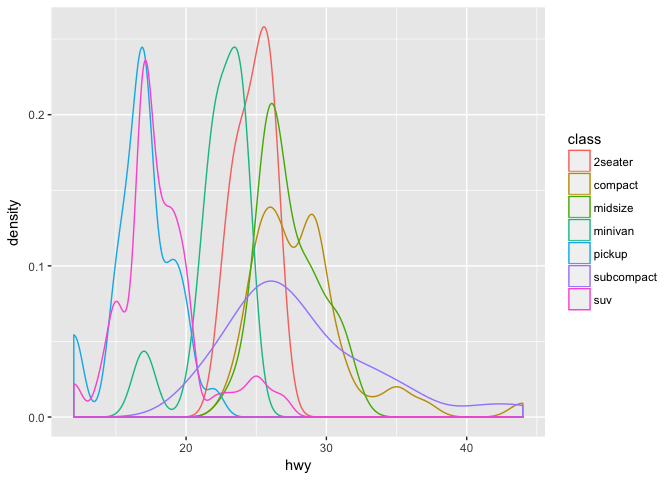 density
0.2
0.1
0.0
20
30
40
hwy
class
2seater
compact
midsize
minivan
pickup
subcompact
suv